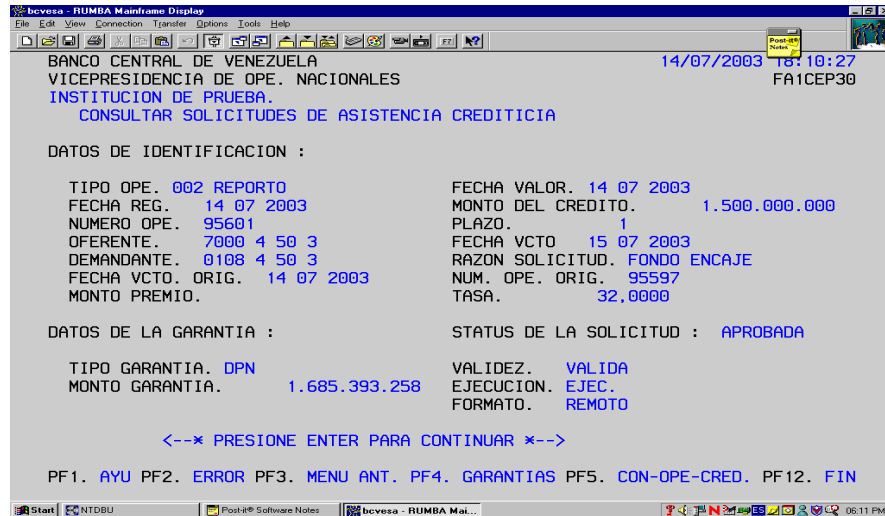 bcvesa - RUMBA Mainframe Display
File Edit View Connection Transfer Options Tools Help
Post-it® Notes
BANCO CENTRAL DE VENEZUELA 14/07/2003 18:10:27
VICEPRESIDENCIA DE OPE. NACIONALES FA1CEP30
INSTITUCION DE PRUEBA.
CONSULTAR SOLICITUDES DE ASISTENCIA CREDITICIA
DATOS DE IDENTIFICACION :
TIPO OPE. 002 REPORTO FECHA VALOR. 14 07 2003
FECHA REG. 14 07 2003 MONTO DEL CREDITO. 1.500.000.000
NUMERO OPE. 95601 PLAZO. 1
OFERENTE. 7000 4 50 3 FECHA VCTO 15 07 2003
DEMANDANTE. 0108 4 50 3 RAZON SOLICITUD. FONDO ENCAJE
FECHA VCTO. ORIG. 14 07 2003 NUM. OPE. ORIG. 95597
MONTO PREMIO. TASA. 32,0000
DATOS DE LA GARANTIA : STATUS DE LA SOLICITUD : APROBADA
TIPO GARANTIA. DPN VALIDEZ. VALIDA
MONTO GARANTIA. 1.685.393.258 EJECUCION. EJEC.
FORMATO. REMOTO
<--* PRESIONE ENTER PARA CONTINUAR *-->
PF1. AYU PF2. ERROR PF3. MENU ANT. PF4. GARANTIAS PF5. CON-OPE-CRED. PF12. FIN
Start NTDBU Post-it® Software Notes bcvesa - RUMBA Mai... ES 06:11 PM